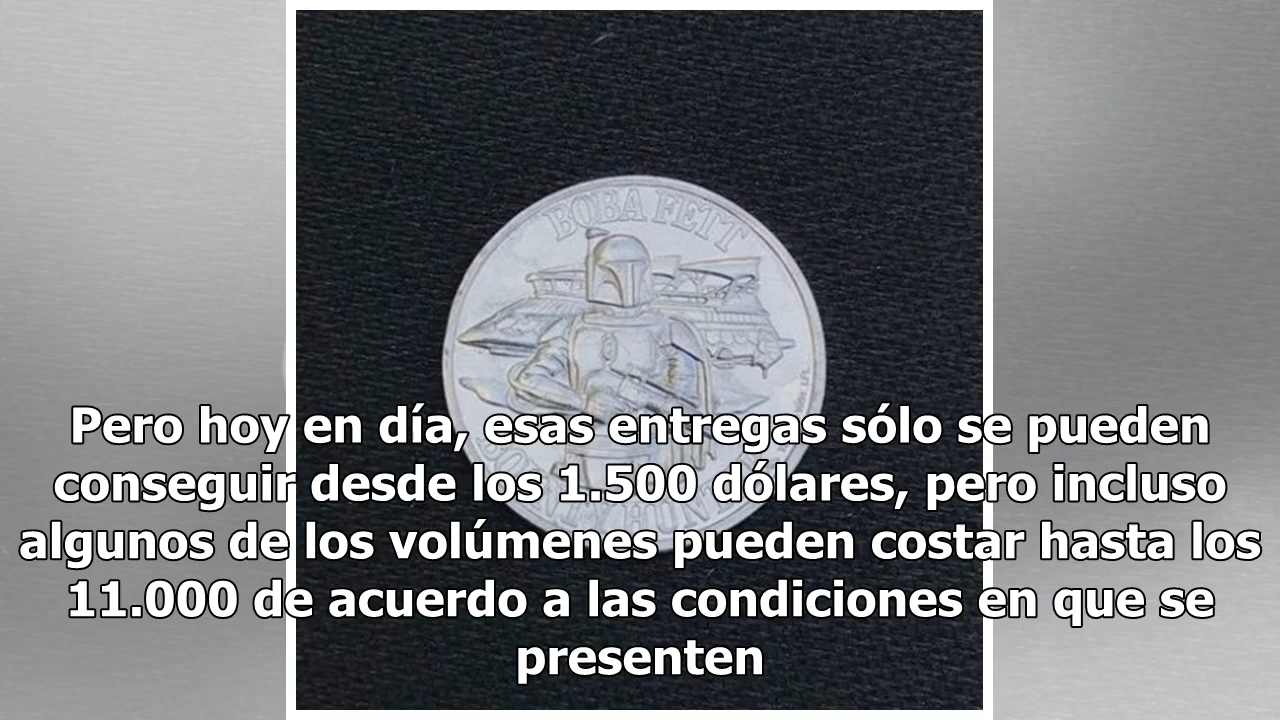 BOBA FETT
Pero hoy en día, esas entregas sólo se pueden
conseguir desde los 1.500 dólares, pero incluso
algunos de los volúmenes pueden costar hasta los
11.000 de acuerdo a las condiciones en que se
presenten